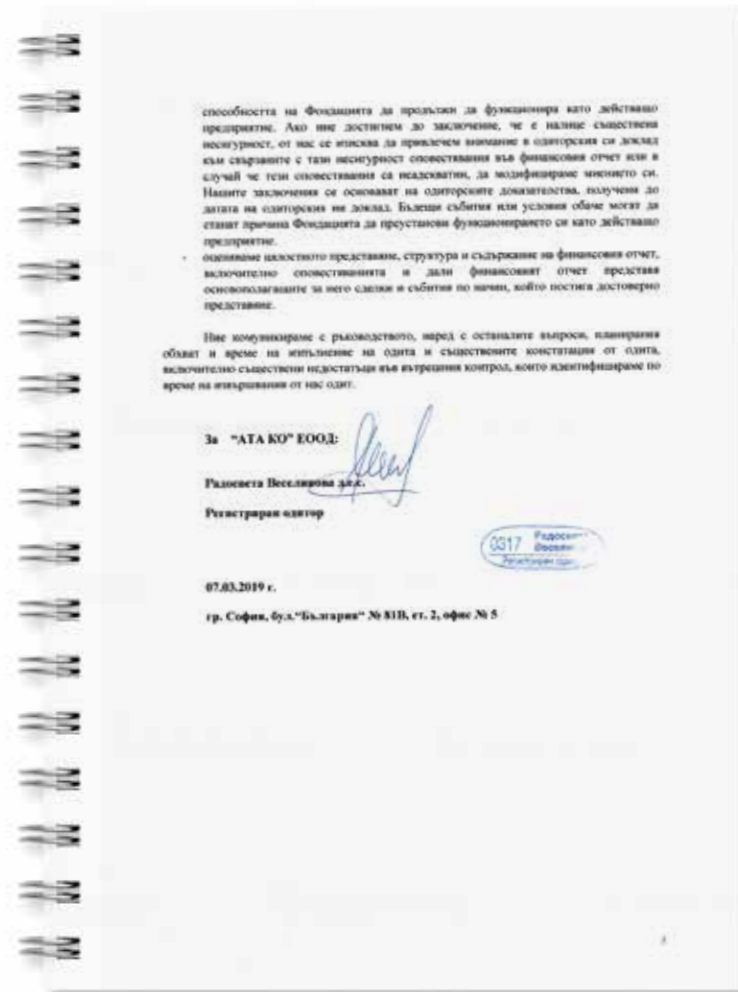 способността на Фондацията да продължи да функционира като действащо
предприятие. Ако ние достигнем до заключение, че е налице съществена
несигурност, от нас се изисква да привлечем внимание в одиторския си доклад
към свързаните с тази несигурност оповестявания във финансовия отчет или в
случай че тези оповестявания са неадекватни, да модифицираме мнението си.
Нашите заключения се основават на одиторските доказателства, получени до
датата на одиторския ни доклад. Бъдещи събития или условия обаче могат да
станат причина Фондацията да преустанови функционирането си като действащо
предприятие.
- оценяваме цялостното представяне, структура и съдържание на финансовия отчет,
включително оповестяванията и дали финансовият отчет представя
основополагащите за него сделки и събития по начин, който постига достоверно
представяне.
Ние комуникираме с ръководството, наред с останалите въпроси, планирания
обхват и време на изпълнение на одита и съществените констатации от одита,
включително съществени недостатъци във вътрешния контрол, които идентифицираме по
време на извършвания от нас одит.
За "АТА КО" ЕООД:
Радосвета Веселинова д.е.с.
Регистриран одитор
0317
Регистриран
07.03.2019 г.
гр. София, бул."България" № 81В, ет. 2, офис № 5